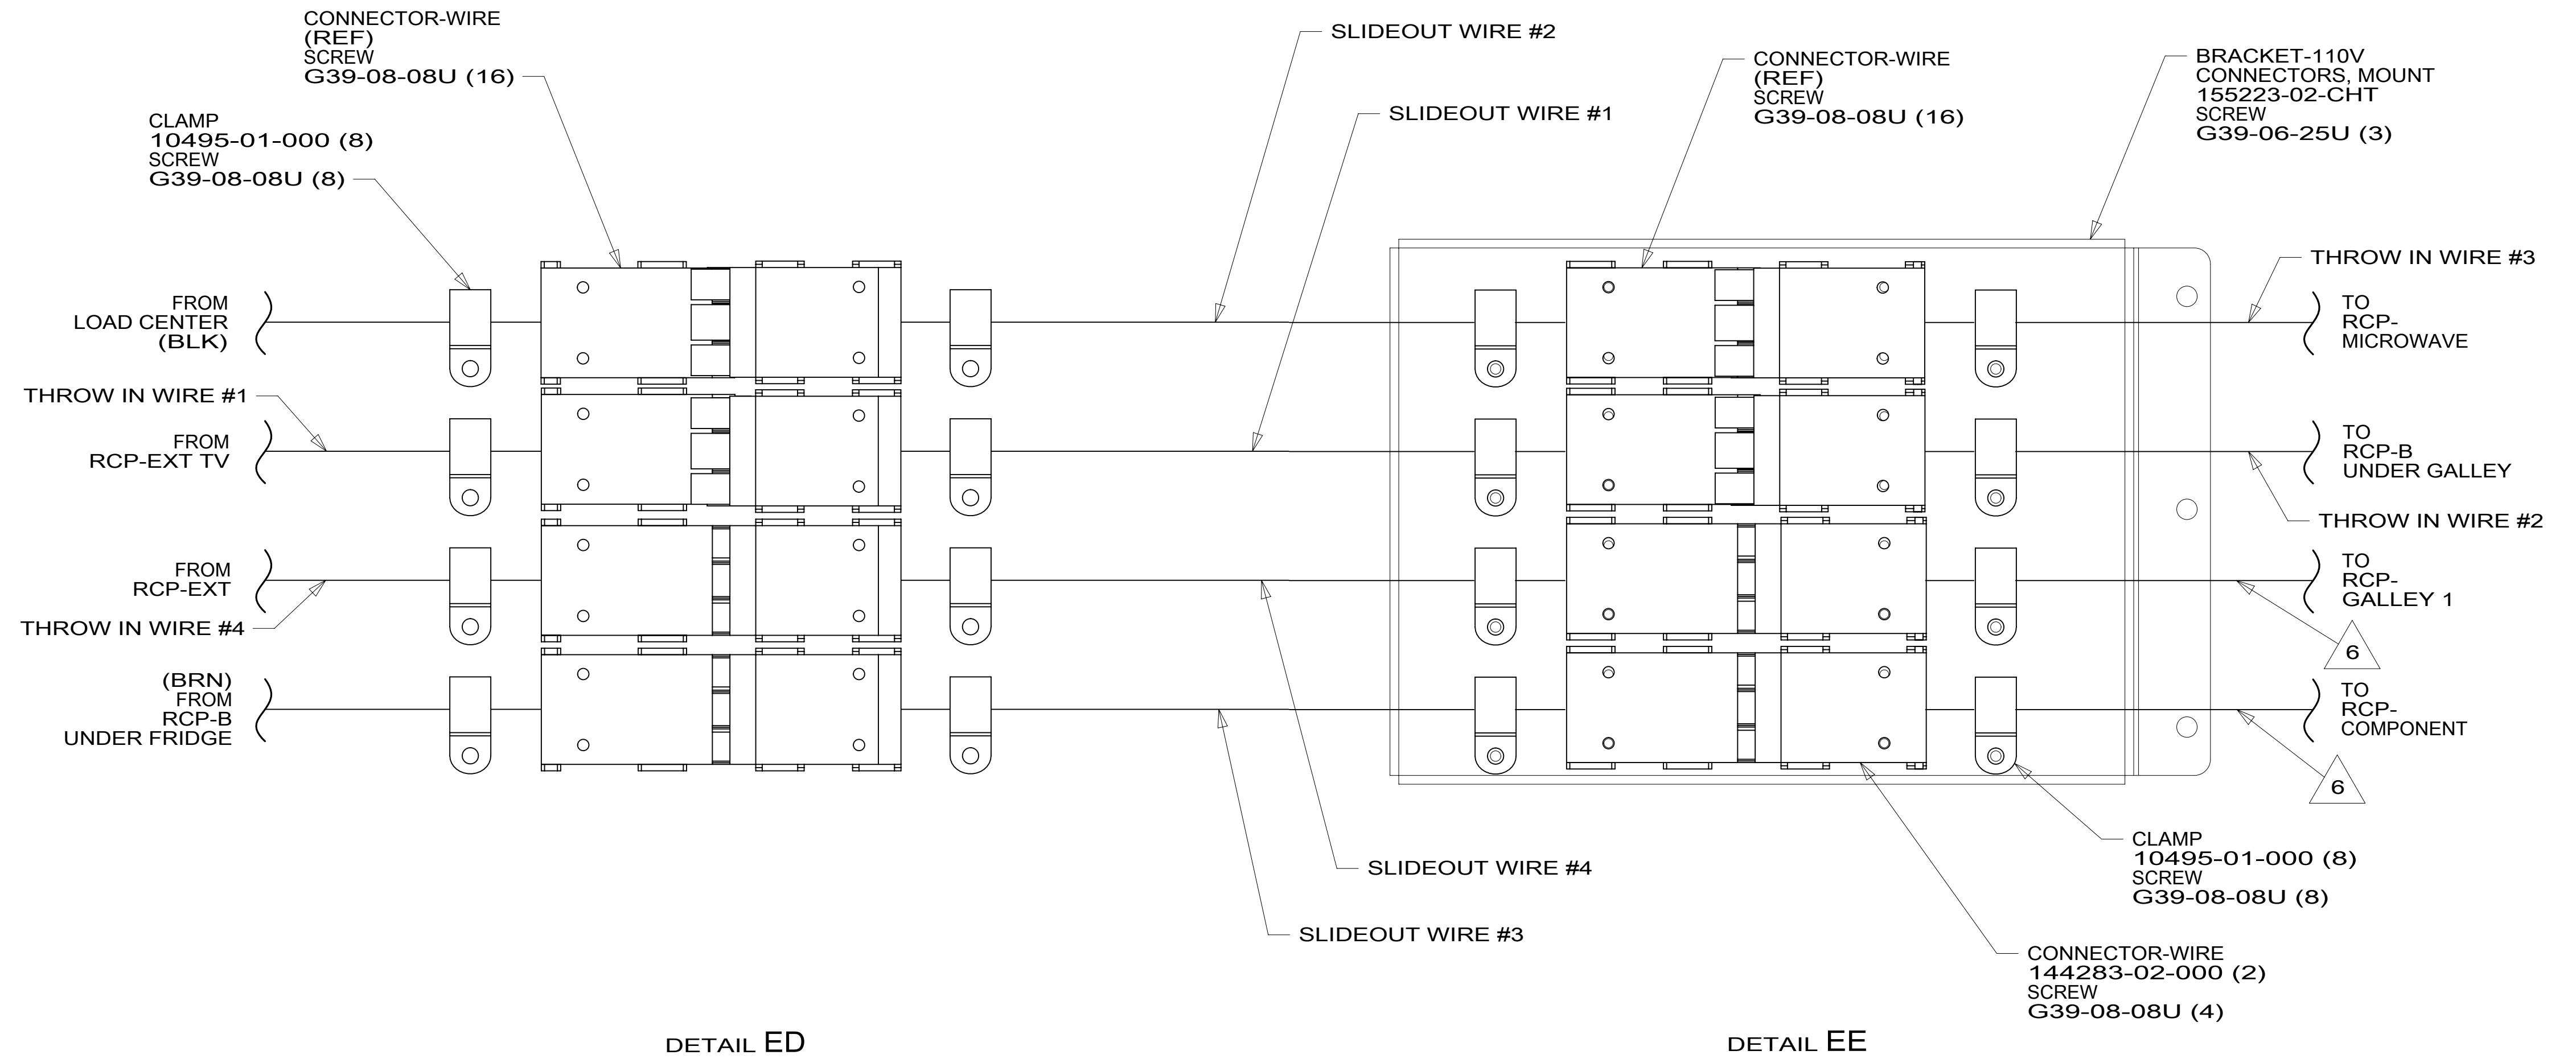 CONNECTOR-WIRE
(REF)
SCREW
G39-08-08U (16)
CLAMP
10495-01-000 (8)
SCREW
G39-08-08U (8)
SLIDEOUT WIRE #2
SLIDEOUT WIRE #1
CONNECTOR-WIRE
(REF)
SCREW
G39-08-08U (16)
BRACKET-110V
CONNECTORS, MOUNT
155223-02-CHT
SCREW
G39-06-25U (3)
FROM
LOAD CENTER
(BLK)
THROW IN WIRE #1
FROM
RCP-EXT TV
FROM
RCP-EXT
THROW IN WIRE #4
(BRN)
FROM
RCP-B
UNDER FRIDGE
THROW IN WIRE #3
TO
RCP-
MICROWAVE
TO
RCP-B
UNDER GALLEY
THROW IN WIRE #2
TO
RCP-
GALLEY 1
6
TO
RCP-
COMPONENT
6
SLIDEOUT WIRE #4
SLIDEOUT WIRE #3
CLAMP
10495-01-000 (8)
SCREW
G39-08-08U (8)
CONNECTOR-WIRE
144283-02-000 (2)
SCREW
G39-08-08U (4)
DETAIL ED
DETAIL EE